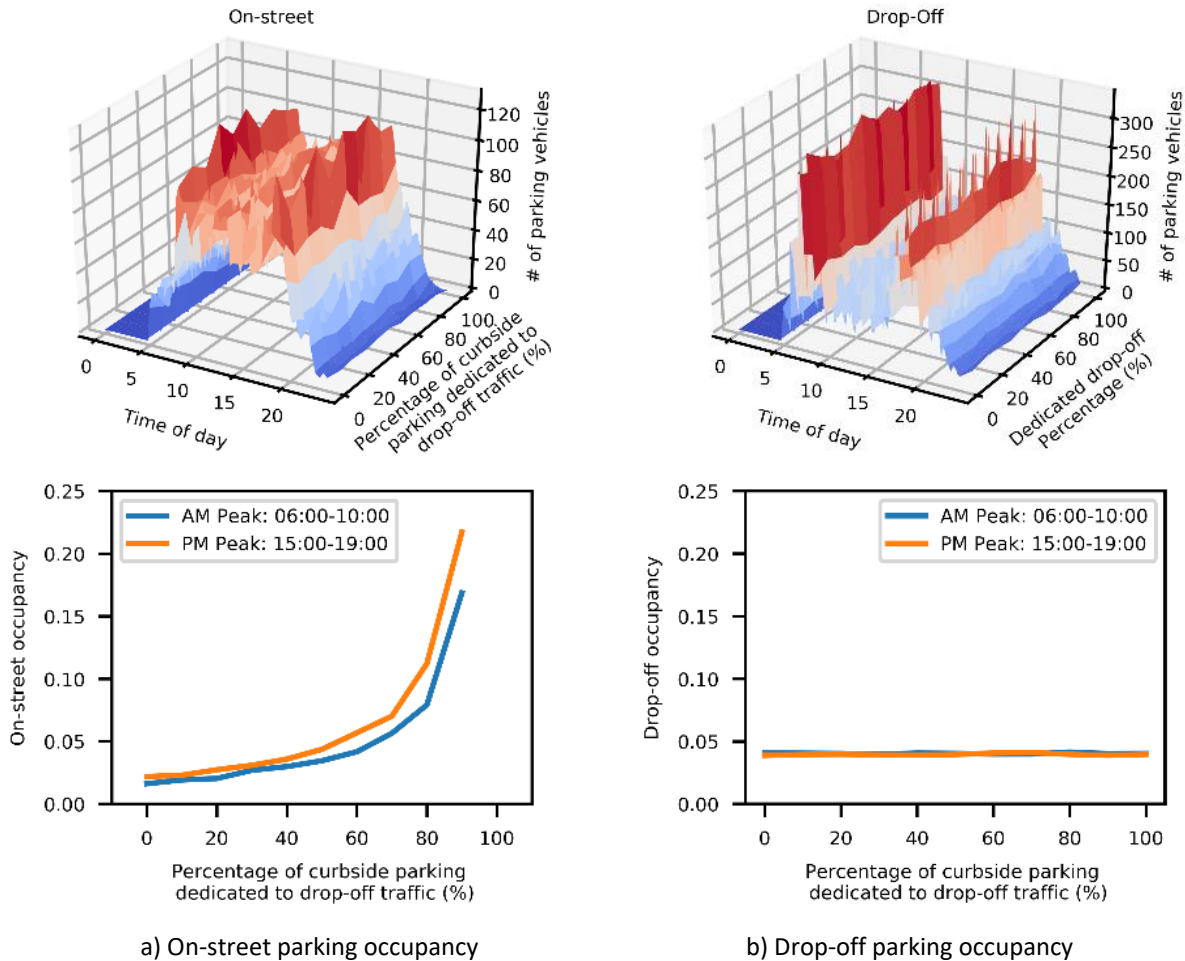 On-street
120
100
80
60
40
20
0
# of parking vehicles
0
5
10
15
20
Time of day
0
20
40
60
80
100
Percentage of curbside
parking dedicated to
drop-off traffic (%)
Drop-Off
300
250
200
150
100
50
0
# of parking vehicles
0
5
10
15
20
Time of day
0
20
40
60
80
100
Dedicated drop-off
Percentage (%)
0.25
0.20
0.15
0.10
0.05
0.00
On-street occupancy
AM Peak: 06:00-10:00
PM Peak: 15:00-19:00
0 20 40 60 80 100
Percentage of curbside parking
dedicated to drop-off traffic (%)
0.25
0.20
0.15
0.10
0.05
0.00
Drop-off occupancy
AM Peak: 06:00-10:00
PM Peak: 15:00-19:00
0 20 40 60 80 100
Percentage of curbside parking
dedicated to drop-off traffic (%)
a) On-street parking occupancy
b) Drop-off parking occupancy